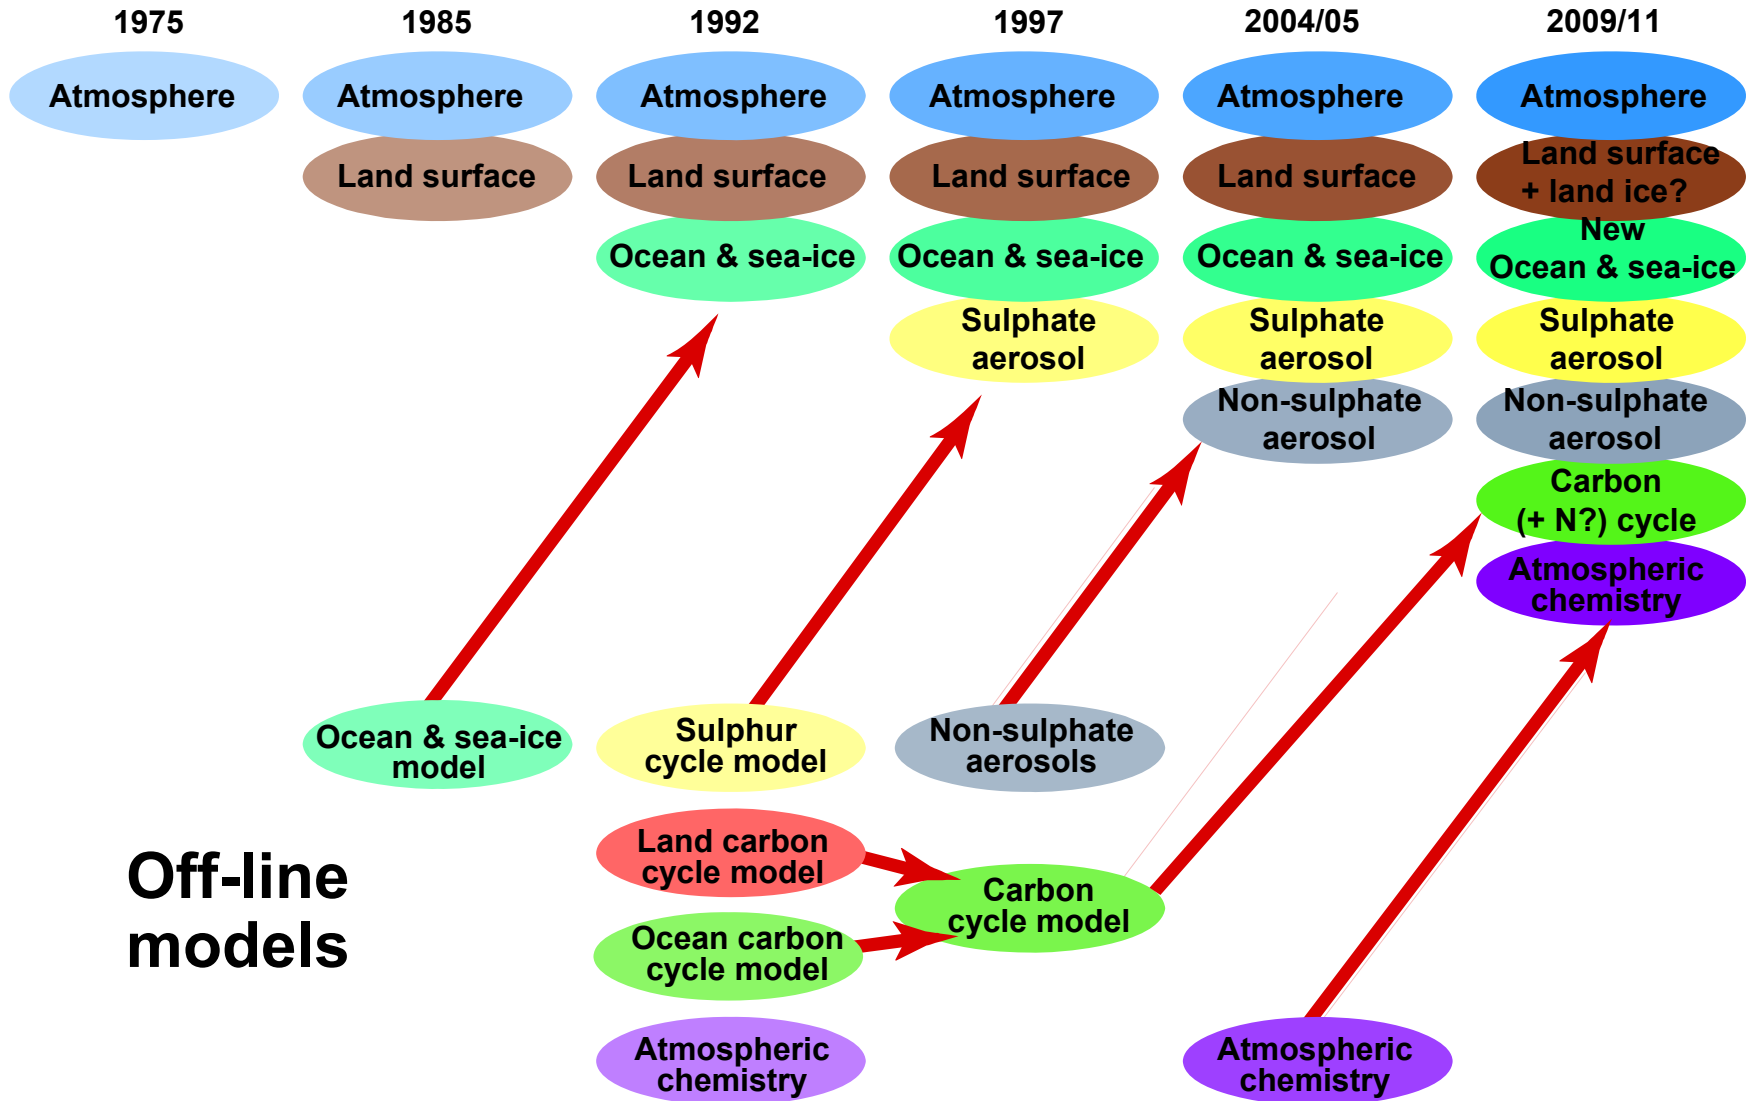 1975
1985
1992
1997
2004/05
2009/11
Atmosphere
Atmosphere
Atmosphere
Atmosphere
Atmosphere
Atmosphere
Land surface
Land surface
Land surface
Land surface
Land surface
+ land ice?
Ocean & sea-ice
Ocean & sea-ice
Ocean & sea-ice
New
Ocean & sea-ice
Sulphate
aerosol
Sulphate
aerosol
Sulphate
aerosol
Non-sulphate
aerosol
Non-sulphate
aerosol
Carbon
(+ N?) cycle
Atmospheric
chemistry
Ocean & sea-ice
model
Sulphur
cycle model
Non-sulphate
aerosols
Land carbon
cycle model
Carbon
cycle model
Ocean carbon
cycle model
Off-line
models
Atmospheric
chemistry
Atmospheric
chemistry